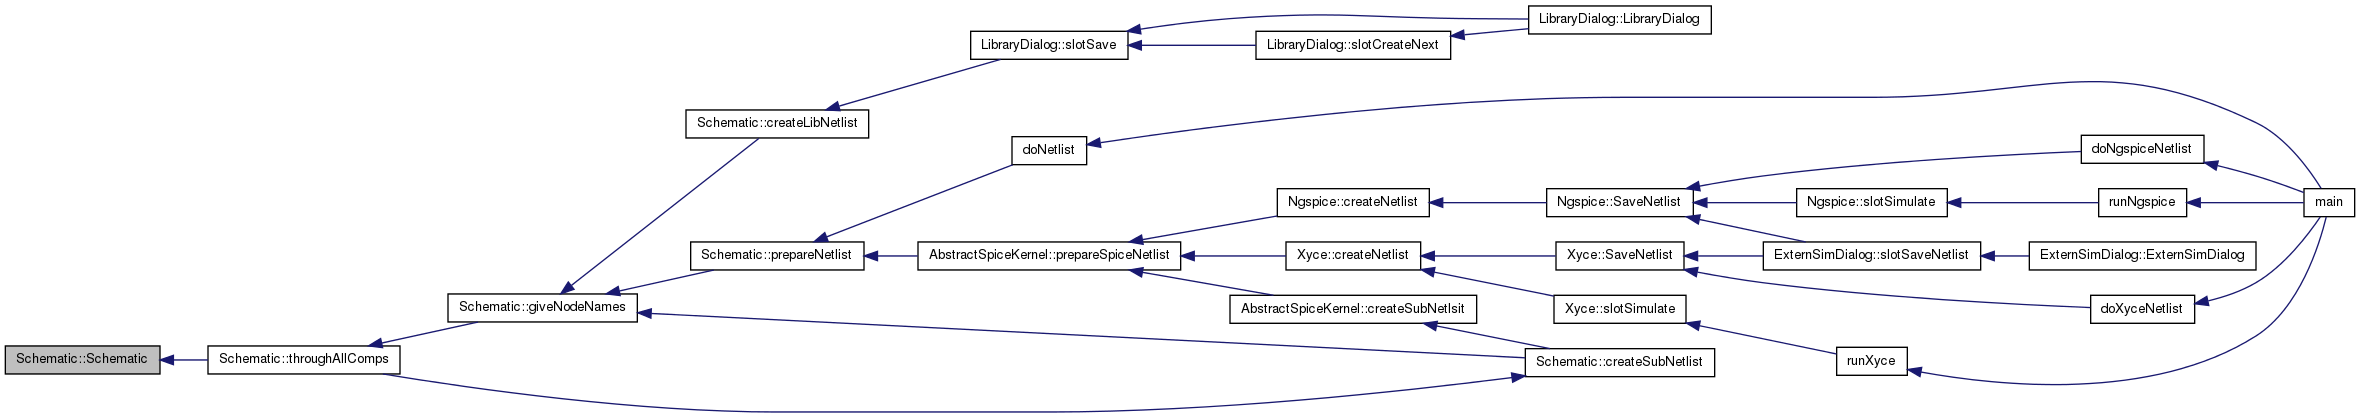 LibraryDialog::LibraryDialog
LibraryDialog::slotSave
LibraryDialog::slotCreateNext
Schematic::createLibNetlist
doNetlist
doNgspiceNetlist
Ngspice::createNetlist
Ngspice::SaveNetlist
Ngspice::slotSimulate
runNgspice
main
Schematic::prepareNetlist
AbstractSpiceKernel::prepareSpiceNetlist
Xyce::createNetlist
Xyce::SaveNetlist
ExternSimDialog::slotSaveNetlist
ExternSimDialog::ExternSimDialog
Schematic::giveNodeNames
AbstractSpiceKernel::createSubNetlsit
Xyce::slotSimulate
doXyceNetlist
Schematic::Schematic
Schematic::throughAllComps
Schematic::createSubNetlist
runXyce